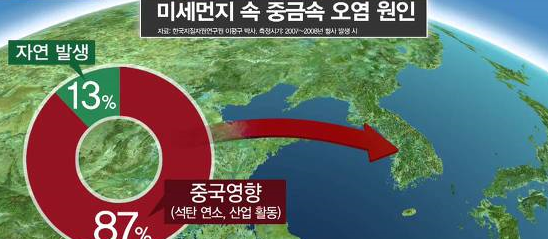 미세먼지 속 중금속 오염 원인
자료: 한국지질자원연구원 이평구 박사, 측정시기: 2007~2008년 황사 발생 시
자연 발생
13%
중국영향
(석탄 연소, 산업 활동)
87%